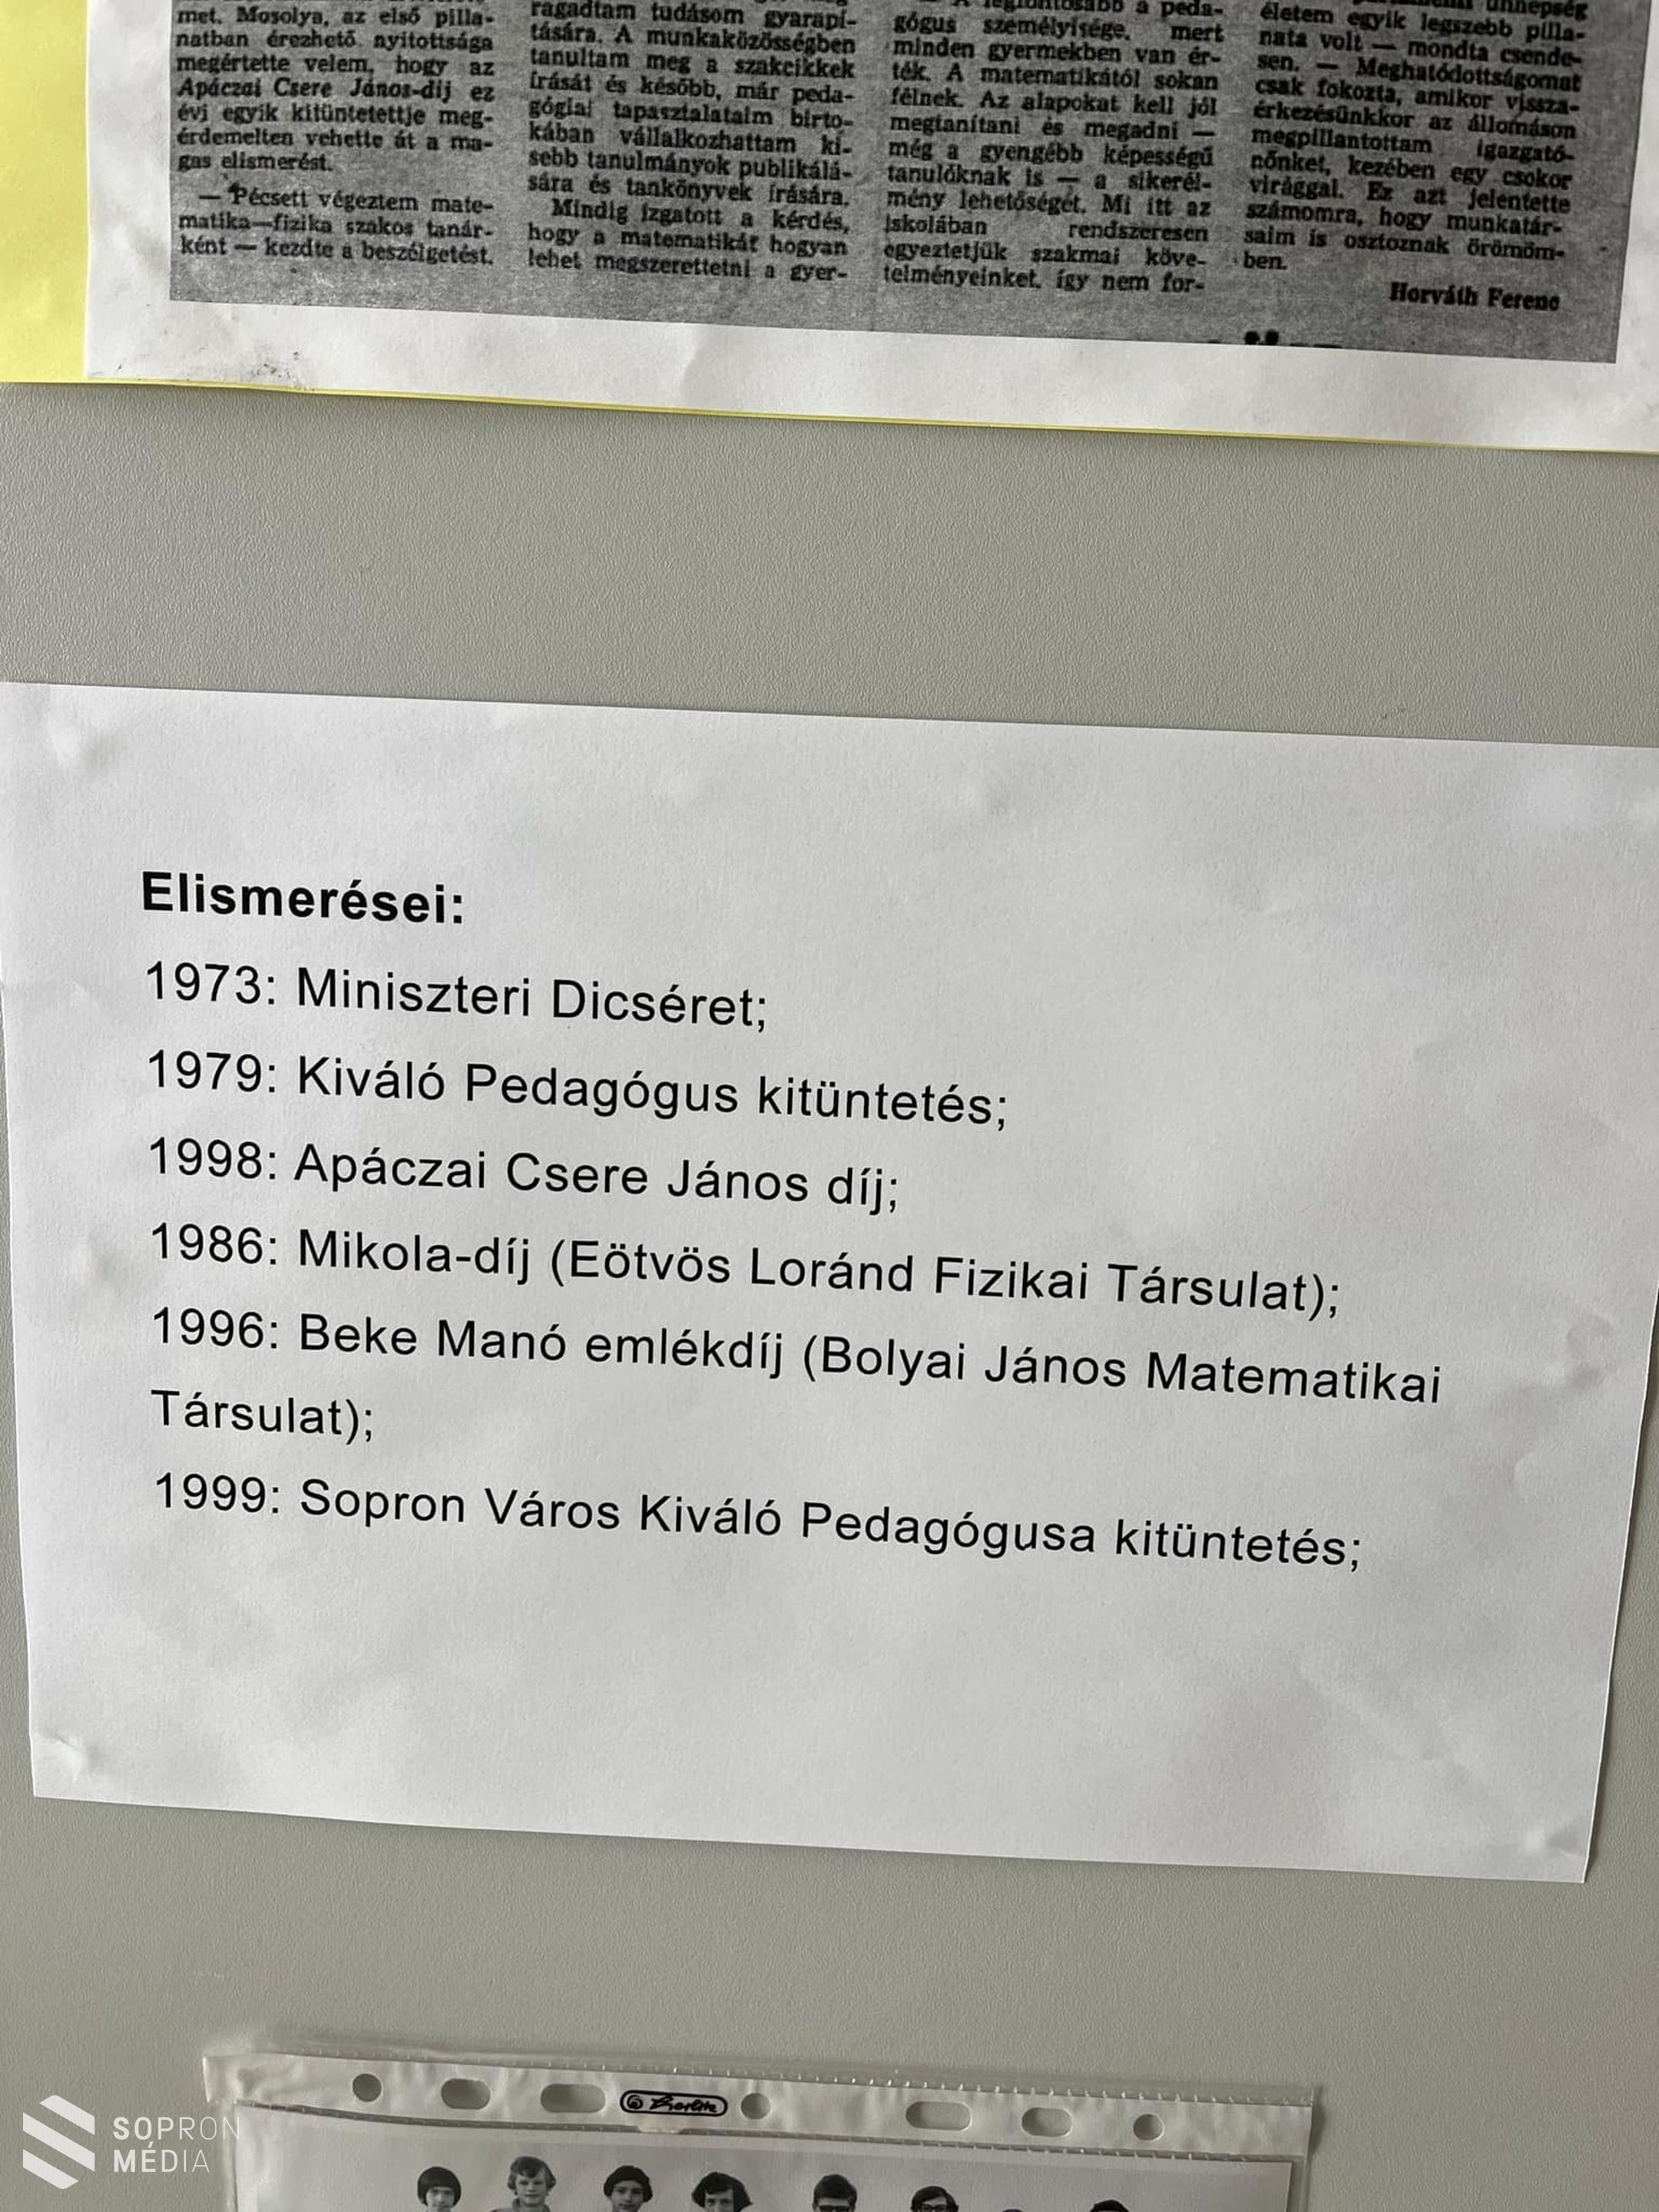 met. Mosolya, az első pilla-
natban érezhető nyitottsága
megértette velem, hogy az
Apáczai Csere János-díj ez
évi egyik kitüntetettje meg-
érdemelten vehette át a ma-
gas elismerést.
— Pécsett végeztem mate-
matika—fizika szakos tanár-
ként — kezdte a beszélgetést.
ragadtam tudásom gyarapí-
tására. A munkaközösségben
tanultam meg a szakcikkek
írását és később, már peda-
gógiai tapasztalataim birto-
kában vállalkozhattam ki-
sebb tanulmányok publikálá-
sára és tankönyvek írására.
Mindig izgatott a kérdés,
hogy a matematikát hogyan
lehet megszerettetni a gyer-
A legfontosabb a peda-
gógus személyisége, mert
minden gyermekben van ér-
ték. A matematikától sokan
félnek. Az alapokat kell jól
megtanítani és megadni —
még a gyengébb képességű
tanulóknak is — a sikerél-
mény lehetőségét. Mi itt az
iskolában rendszeresen
egyeztetjük szakmai köve-
telményeinket, így nem for-
ünnepség
életem egyik legszebb pilla-
nata volt — mondta csende-
sen. — Meghatódottságomat
csak fokozta, amikor vissza-
érkezésünkkor az állomáson
megpillantottam igazgató-
nőnket, kezében egy csokor
virággal. Ez azt jelentette
számomra, hogy munkatár-
saim is osztoznak örömöm-
ben.
Horváth Ferenc
Elismerései:
1973: Miniszteri Dicséret;
1979: Kiváló Pedagógus kitüntetés;
1998: Apáczai Csere János díj;
1986: Mikola-díj (Eötvös Loránd Fizikai Társulat);
1996: Beke Manó emlékdíj (Bolyai János Matematikai
Társulat);
1999: Sopron Város Kiváló Pedagógusa kitüntetés;
Herlitz
SOPRON
MÉDIA